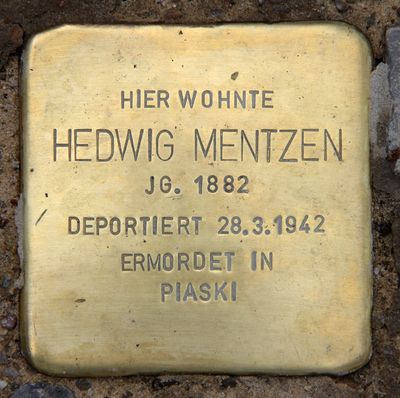 HIER WOHNTE
HEDWIG MENTZEN
JG. 1882
DEPORTIERT 28.3.1942
ERMORDET IN
PIASKI